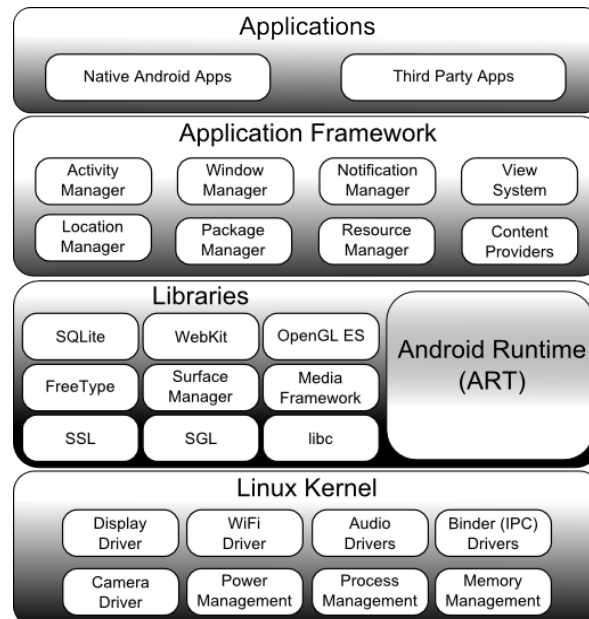 Applications
Native Android Apps
Third Party Apps
Application Framework
Activity
Manager
Window
Manager
Notification
Manager
View
System
Location
Manager
Package
Manager
Resource
Manager
Content
Providers
Libraries
SQLite
WebKit
OpenGL ES
FreeType
Surface
Manager
Media
Framework
SSL
SGL
libc
Android Runtime
(ART)
Linux Kernel
Display
Driver
WiFi
Driver
Audio
Drivers
Binder (IPC)
Drivers
Camera
Driver
Power
Management
Process
Management
Memory
Management